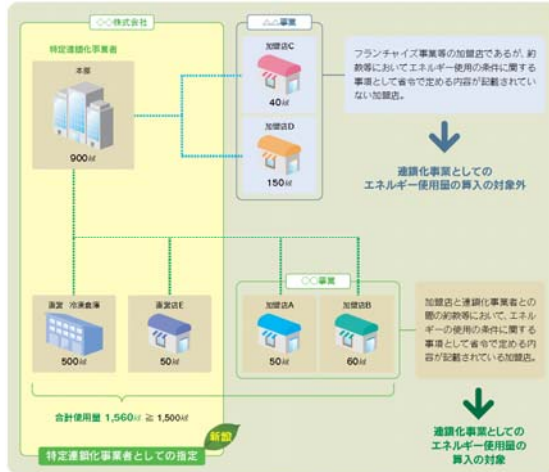 ◇◇株式会社
特定連鎖化事業者
本部
900㎘
△△事業
加盟店C
40㎘
加盟店D
150㎘
フランチャイズ事業等の加盟店であるが、約
款等においてエネルギー使用の条件に関する
事項として省令で定める内容が記載されてい
ない加盟店。
連鎖化事業としての
エネルギー使用量の算入の対象外
直営 冷凍倉庫
500㎘
直営店E
50㎘
○○事業
加盟店A
50㎘
加盟店B
60㎘
加盟店と連鎖化事業者との
間の約款等において、エネル
ギーの使用の条件に関する
事項として省令で定める内
容が記載されている加盟店。
合計使用量 1,560㎘ ≧ 1,500㎘
新設
特定連鎖化事業者としての指定
連鎖化事業としての
エネルギー使用量の
算入の対象